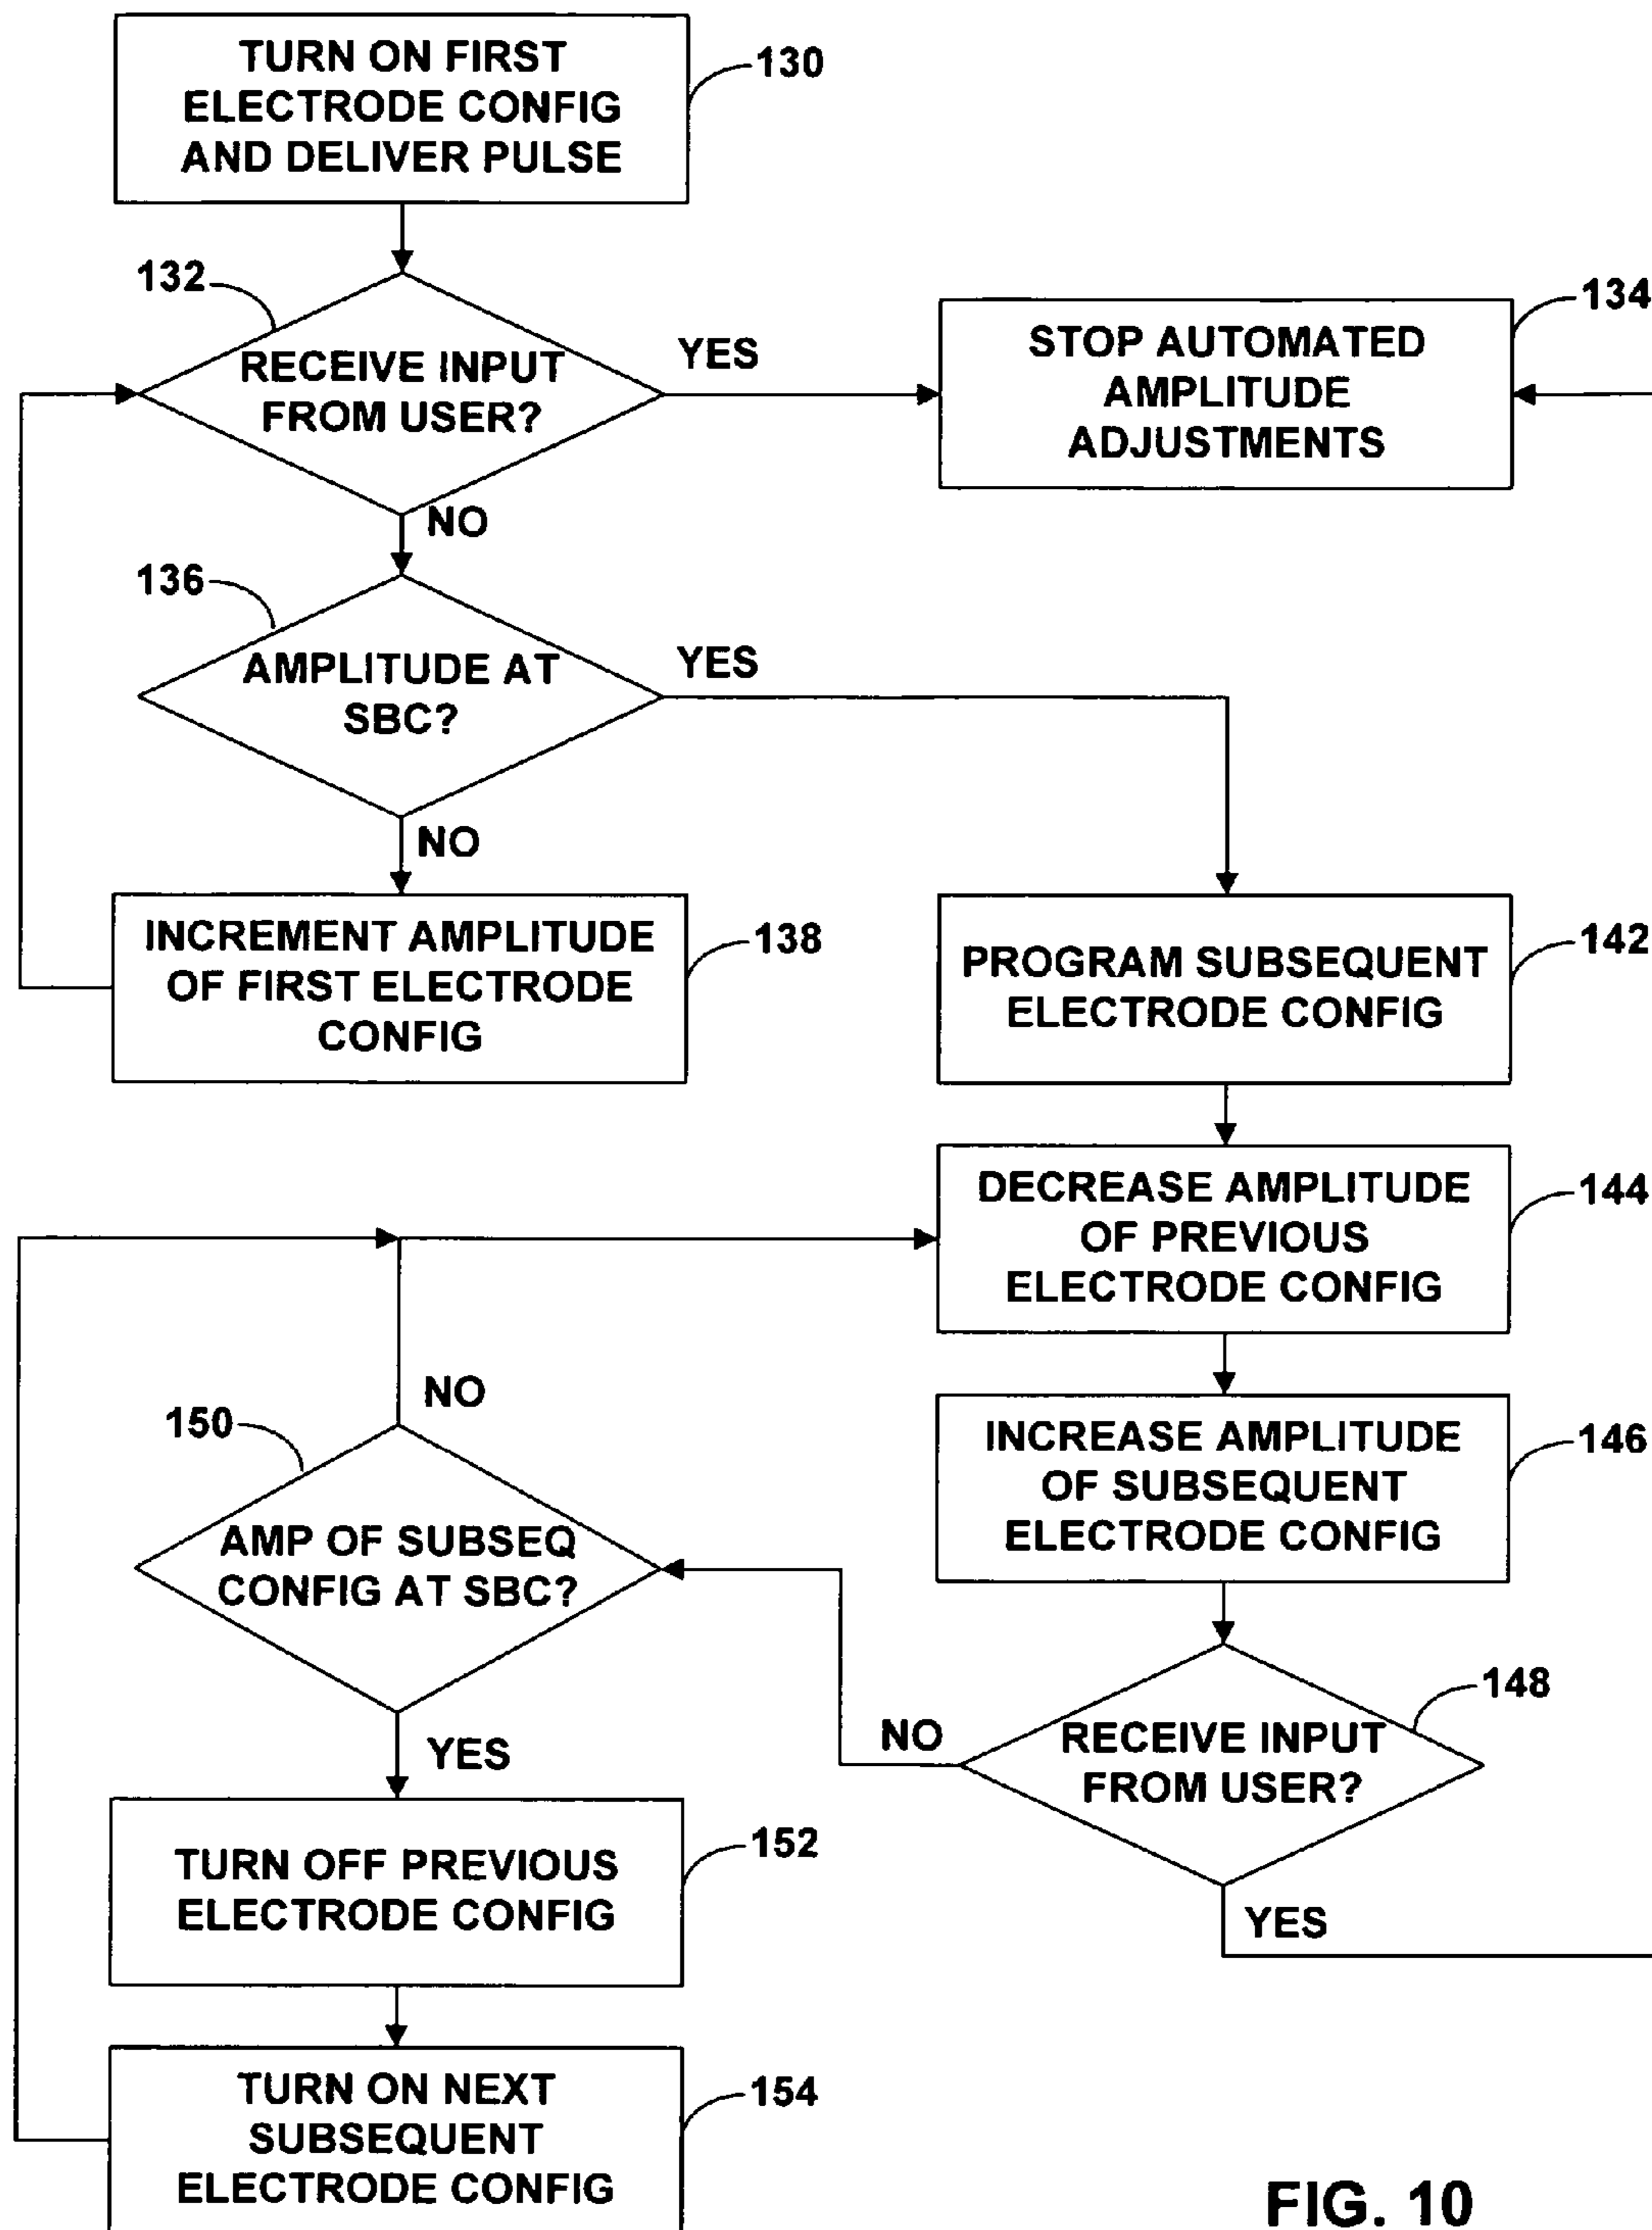 TURN ON FIRST
ELECTRODE CONFIG
AND DELIVER PULSE
130
132
RECEIVE INPUT
FROM USER?
YES
NO
STOP AUTOMATED
AMPLITUDE
ADJUSTMENTS
134
136
AMPLITUDE AT
SBC?
YES
NO
INCREMENT AMPLITUDE
OF FIRST ELECTRODE
CONFIG
138
PROGRAM SUBSEQUENT
ELECTRODE CONFIG
142
DECREASE AMPLITUDE
OF PREVIOUS
ELECTRODE CONFIG
144
INCREASE AMPLITUDE
OF SUBSEQUENT
ELECTRODE CONFIG
146
148
RECEIVE INPUT
FROM USER?
NO
YES
150
NO
AMP OF SUBSEQ
CONFIG AT SBC?
YES
TURN OFF PREVIOUS
ELECTRODE CONFIG
152
TURN ON NEXT
SUBSEQUENT
ELECTRODE CONFIG
154
FIG. 10